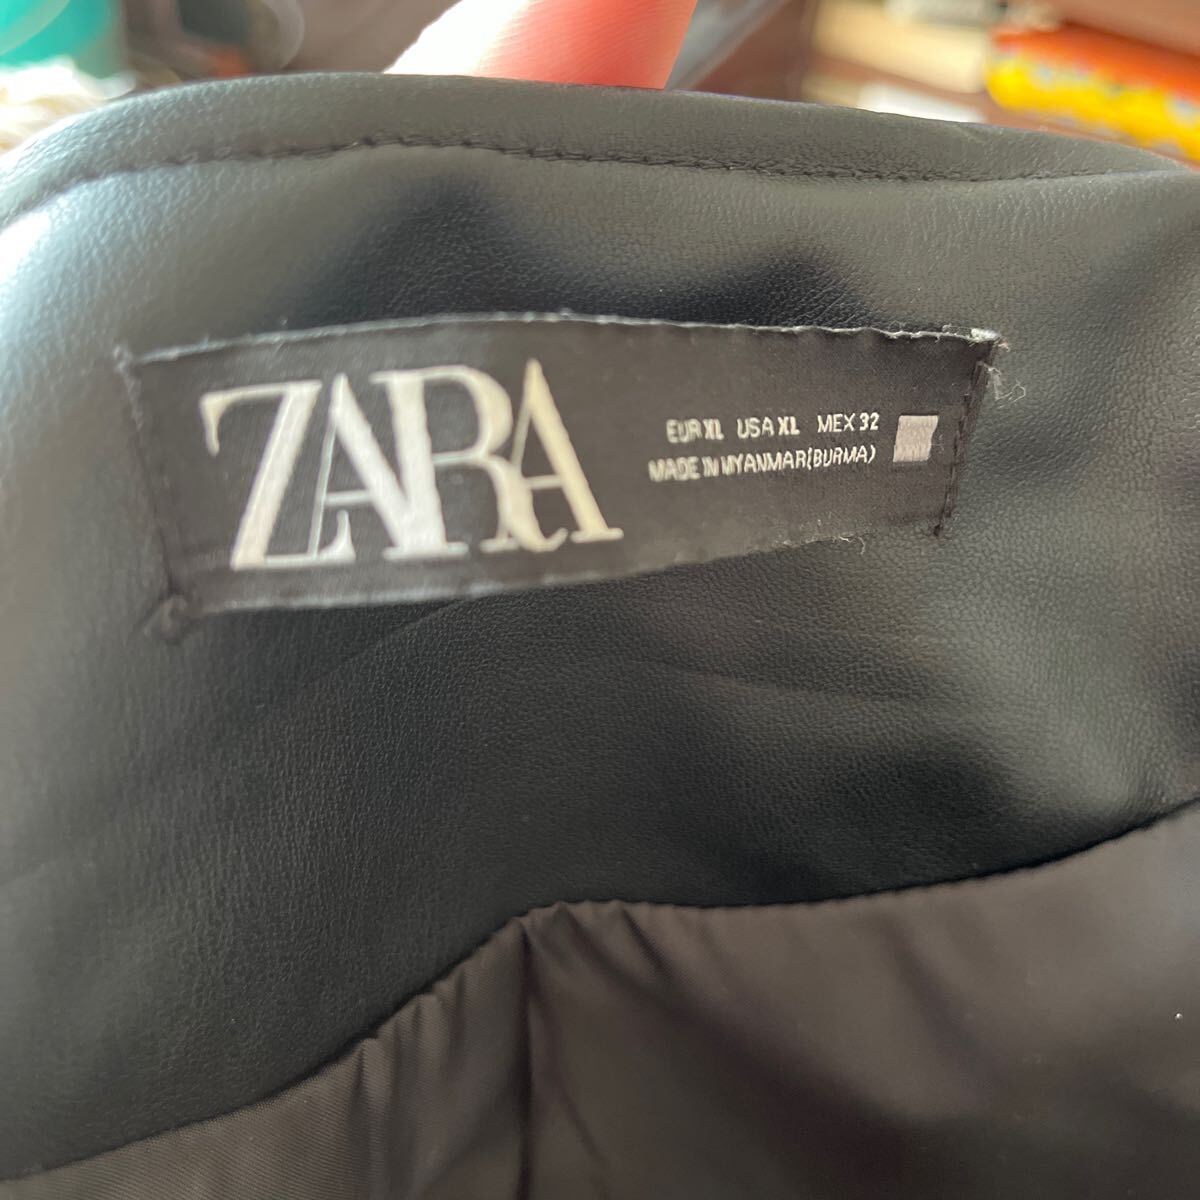 ZARA
EUR XL USA XL MEX 32
MADE IN MYANMAR(BURMA)